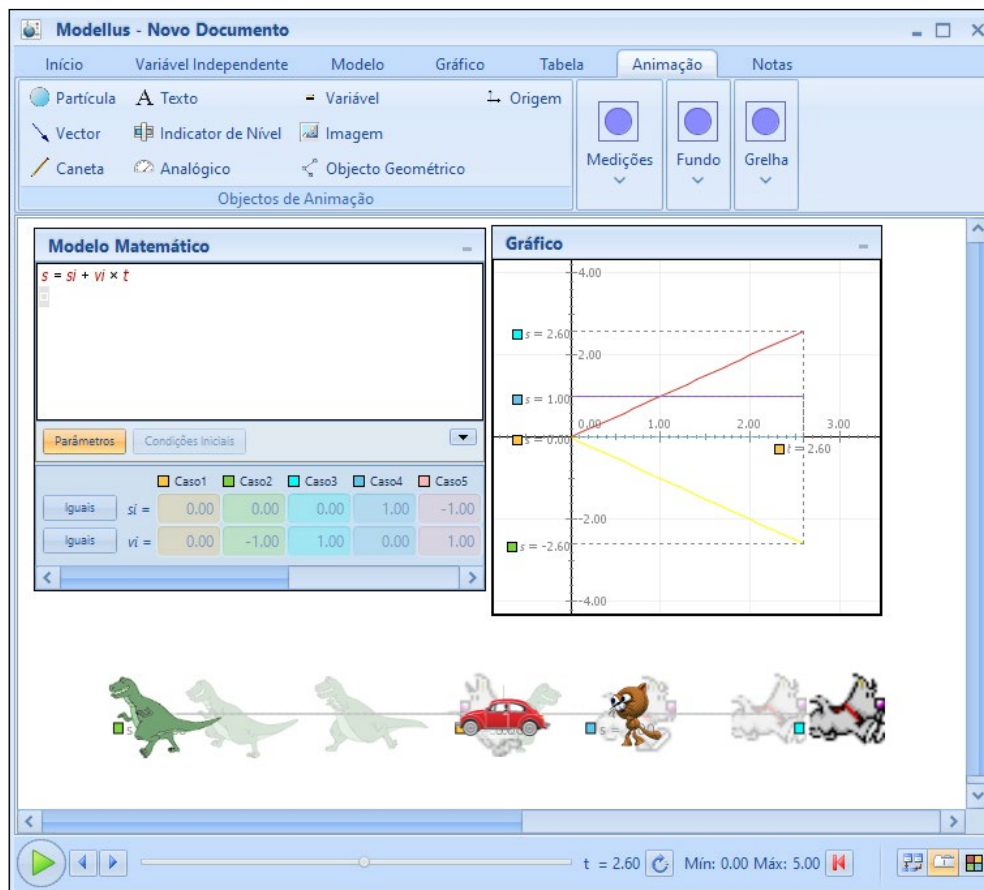 Modellus - Novo Documento
Início Variável Independente Modelo Gráfico Tabela Animação Notas
Partícula A Texto Variável Origem
Vector Indicator de Nível Imagem
Caneta Analógico Objecto Geométrico
Medições Fundo Grelha
Objectos de Animação
Modelo Matemático
s = si + vi × t
Parâmetros Condições Iniciais
Caso1 Caso2 Caso3 Caso4 Caso5
Iguais si = 0.00 0.00 0.00 1.00 -1.00
Iguais vi = 0.00 -1.00 1.00 0.00 1.00
Gráfico
4.00
s = 2.60
2.00
s = 1.00
0.00 1.00 2.00 3.00
s = 0.00
t = 2.60
-2.00
s = -2.60
-4.00
t = 2.60 Mín: 0.00 Máx: 5.00